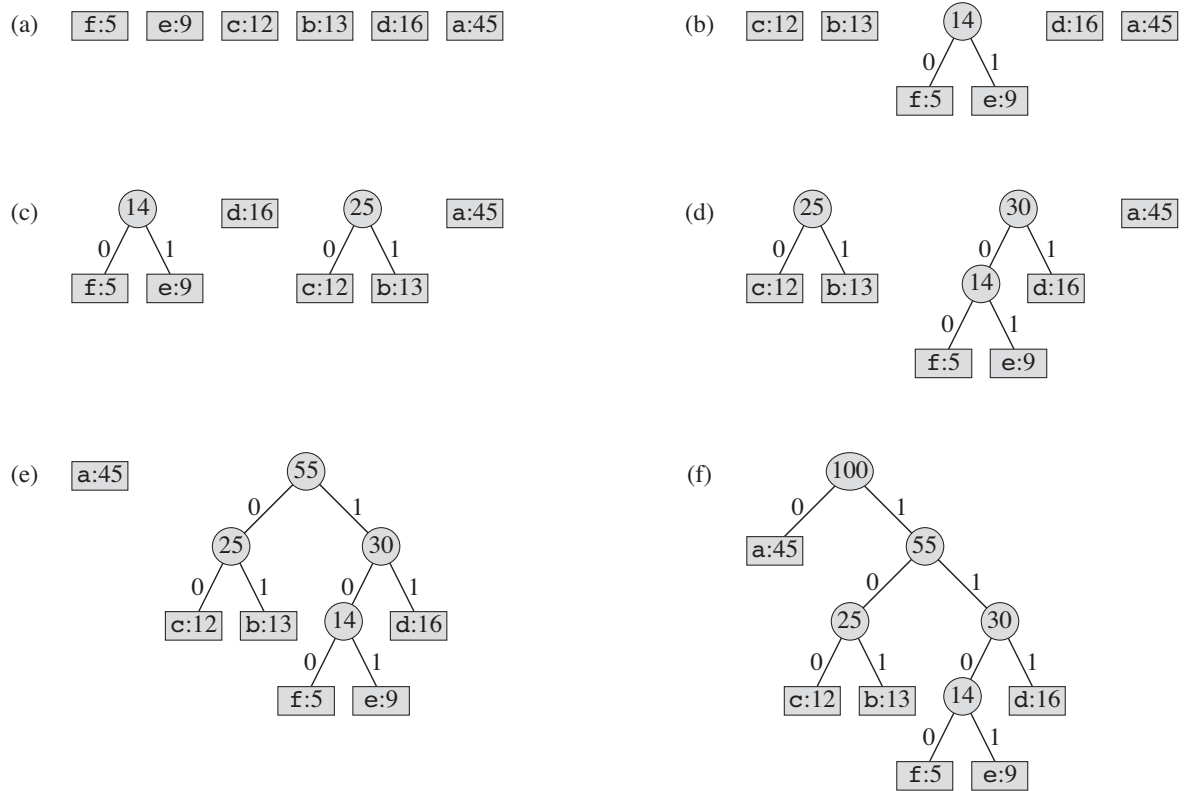 (a) f:5 e:9 c:12 b:13 d:16 a:45
(b) c:12 b:13 14 d:16 a:45
0 1
f:5 e:9
(c) 14 d:16 25 a:45
0 1 0 1
f:5 e:9 c:12 b:13
(d) 25 30 a:45
0 1 0 1
c:12 b:13 14 d:16
0 1
f:5 e:9
(e) a:45 55
0 1
25 30
0 1 0 1
c:12 b:13 14 d:16
0 1
f:5 e:9
(f) 100
0 1
a:45 55
0 1
25 30
0 1 0 1
c:12 b:13 14 d:16
0 1
f:5 e:9